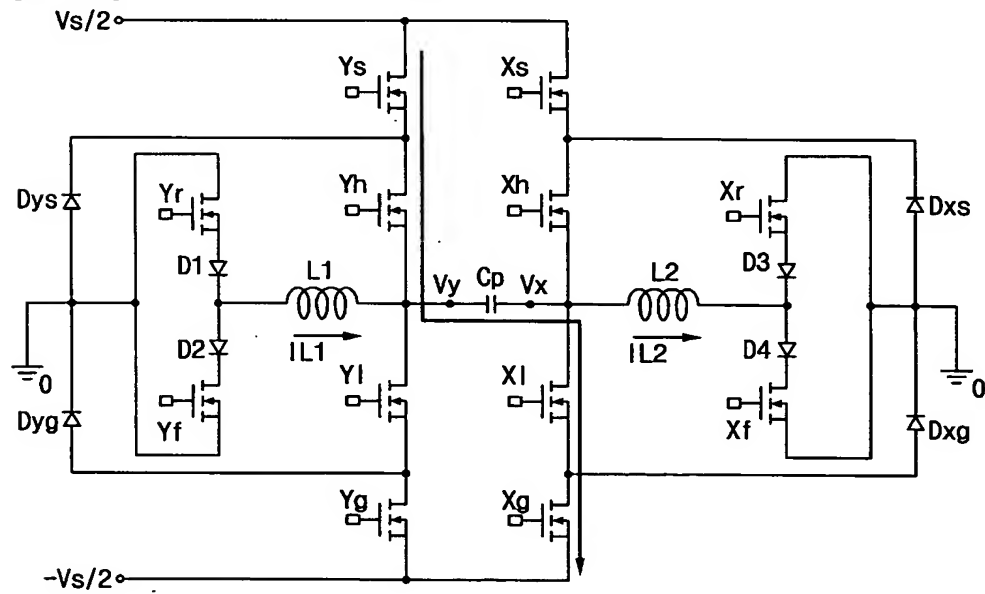 Vs/2
Ys
Xs
Dys
Yr
Yh
Xh
Xr
Dxs
D1
L1
Vy
Cp
Vx
L2
D3
0
D2
IL1
IL2
D4
0
Dyg
Yf
Yl
Xl
Xf
Dxg
Yg
Xg
-Vs/2